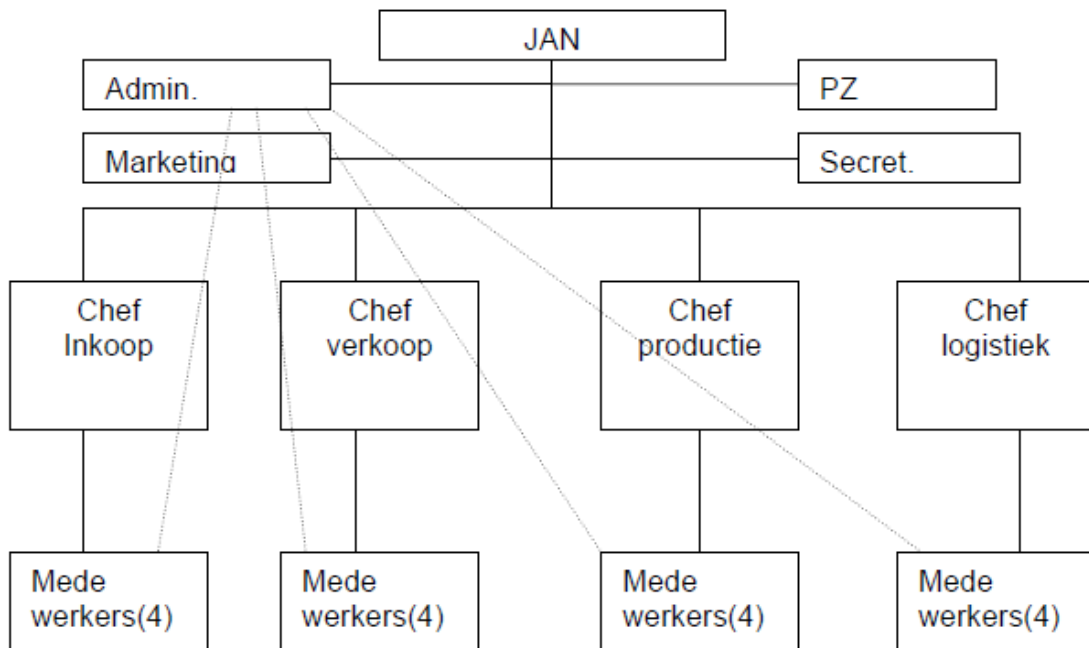 JAN
Admin.
PZ
Marketing
Secret.
Chef
Inkoop
Chef
verkoop
Chef
productie
Chef
logistiek
Mede
werkers(4)
Mede
werkers(4)
Mede
werkers(4)
Mede
werkers(4)